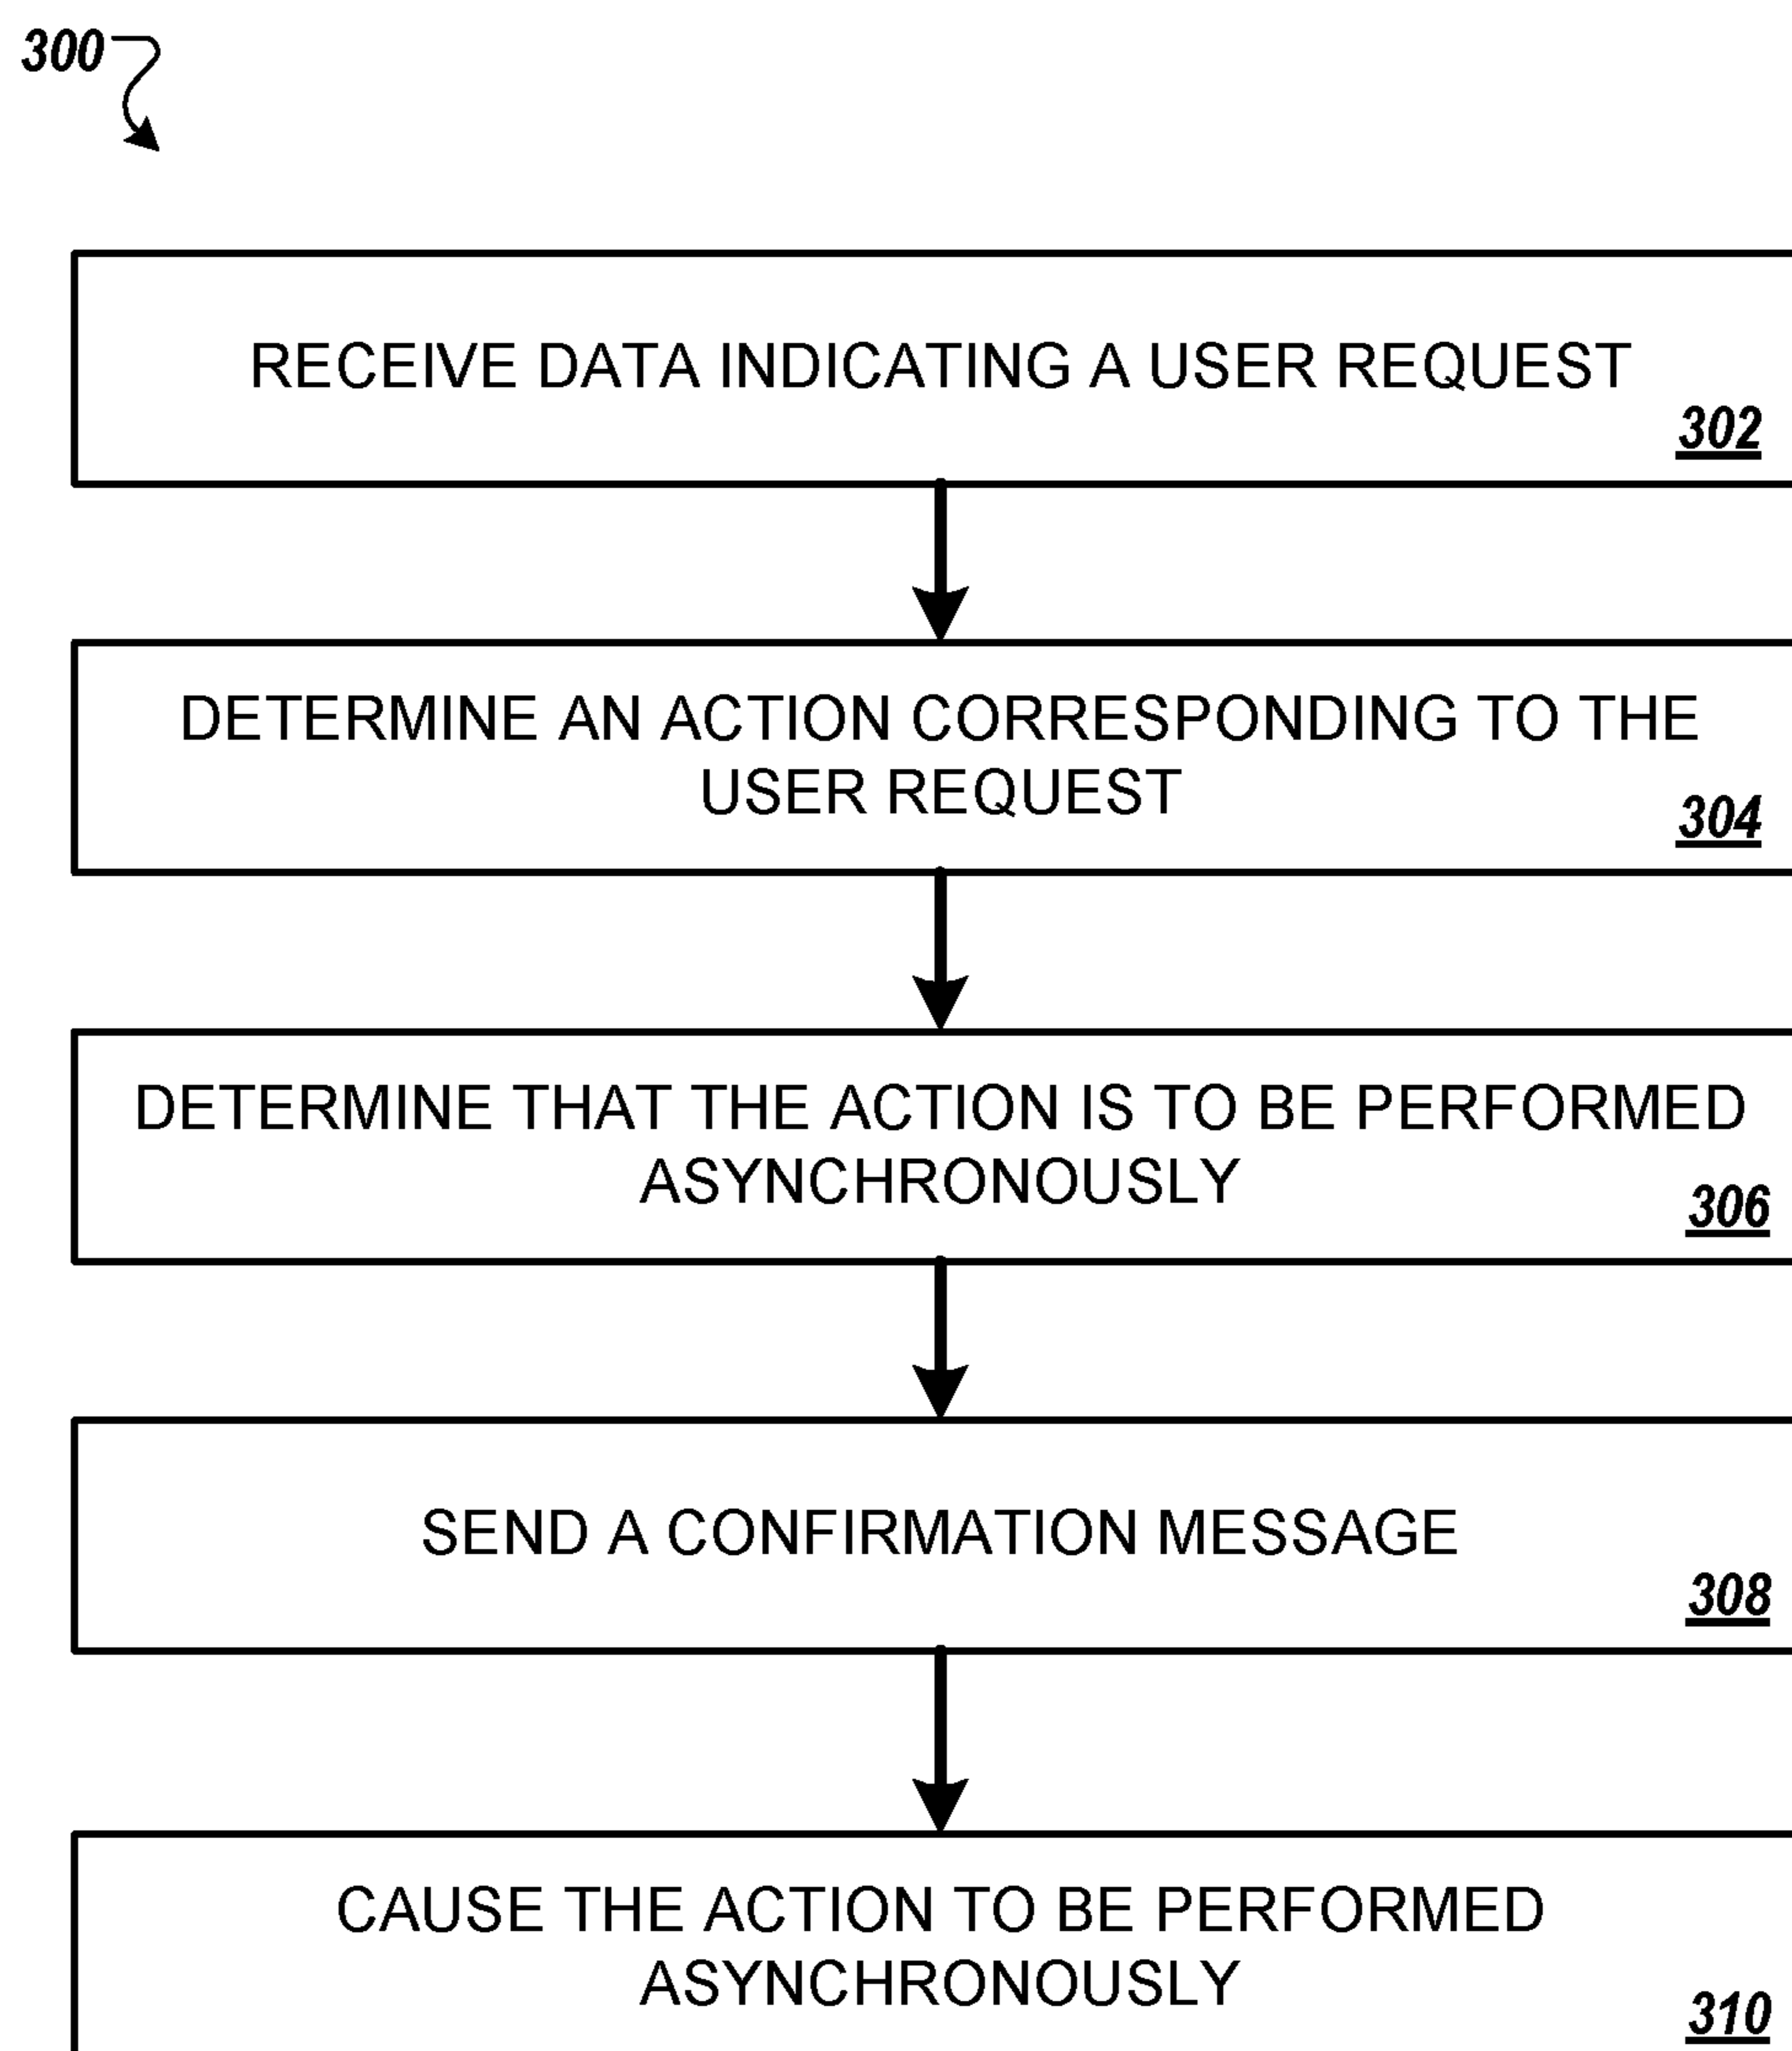 300
RECEIVE DATA INDICATING A USER REQUEST
302
DETERMINE AN ACTION CORRESPONDING TO THE
USER REQUEST
304
DETERMINE THAT THE ACTION IS TO BE PERFORMED
ASYNCHRONOUSLY
306
SEND A CONFIRMATION MESSAGE
308
CAUSE THE ACTION TO BE PERFORMED
ASYNCHRONOUSLY
310